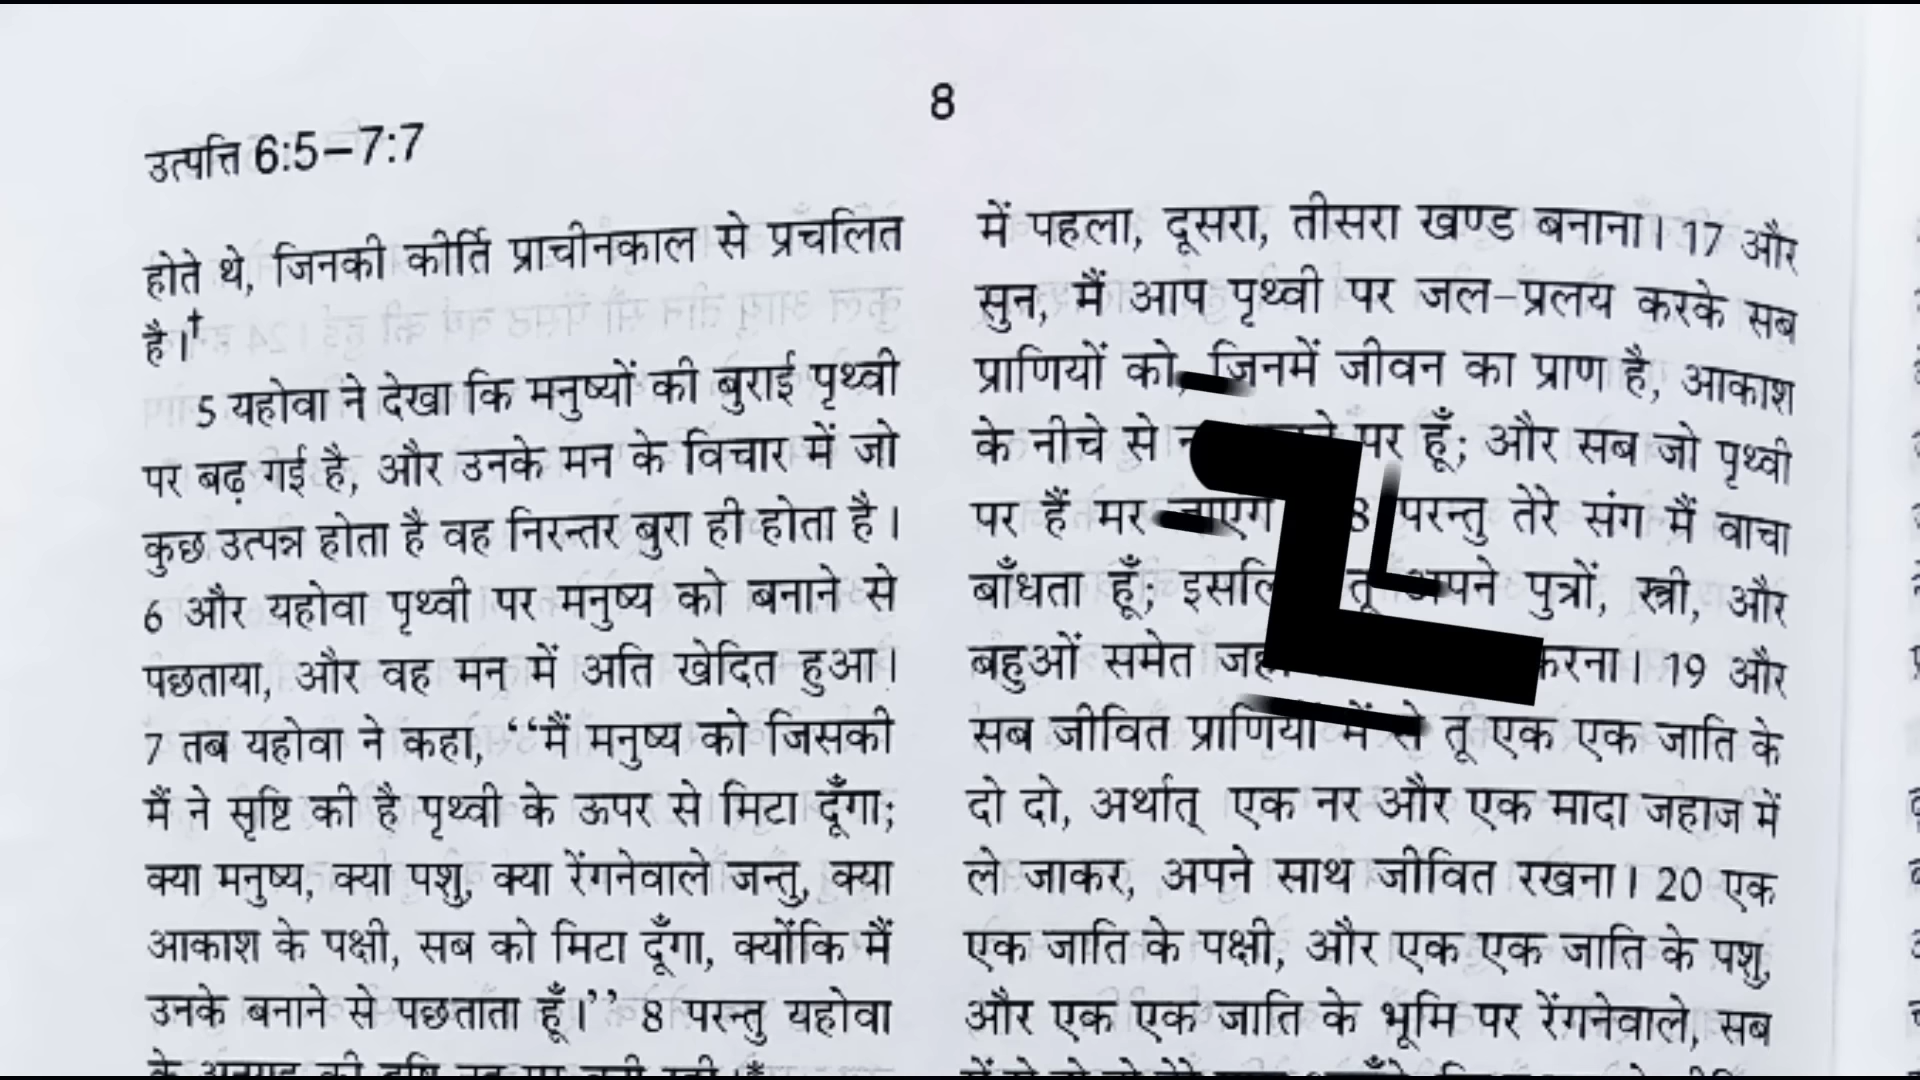 8
उत्पत्ति 6:5–7:7
होते थे, जिनकी कीर्ति प्राचीनकाल से प्रचलित
है।†
5 यहोवा ने देखा कि मनुष्यों की बुराई पृथ्वी
पर बढ़ गई है, और उनके मन के विचार में जो
कुछ उत्पन्न होता है वह निरन्तर बुरा ही होता है।
6 और यहोवा पृथ्वी पर मनुष्य को बनाने से
पछताया, और वह मन में अति खेदित हुआ।
7 तब यहोवा ने कहा, ‘‘मैं मनुष्य को जिसकी
मैं ने सृष्टि की है पृथ्वी के ऊपर से मिटा दूँगा;
क्या मनुष्य, क्या पशु, क्या रेंगनेवाले जन्तु, क्या
आकाश के पक्षी, सब को मिटा दूँगा, क्योंकि मैं
उनके बनाने से पछताता हूँ।’’ 8 परन्तु यहोवा
में पहला, दूसरा, तीसरा खण्ड बनाना। 17 और
सुन, मैं आप पृथ्वी पर जल-प्रलय करके सब
प्राणियों को, जिनमें जीवन का प्राण है, आकाश
के नीचे से पर हूँ; और सब जो पृथ्वी
पर हैं मर परन्तु तेरे संग मैं वाचा
बाँधता हूँ; तू अपने पुत्रों, स्त्री, और
बहुओं समेत 19 और
सब जीवित प्राणियों में से तू एक एक जाति के
दो दो, अर्थात् एक नर और एक मादा जहाज में
ले जाकर, अपने साथ जीवित रखना। 20 एक
एक जाति के पक्षी, और एक एक जाति के पशु,
और एक एक जाति के भूमि पर रेंगनेवाले, सब